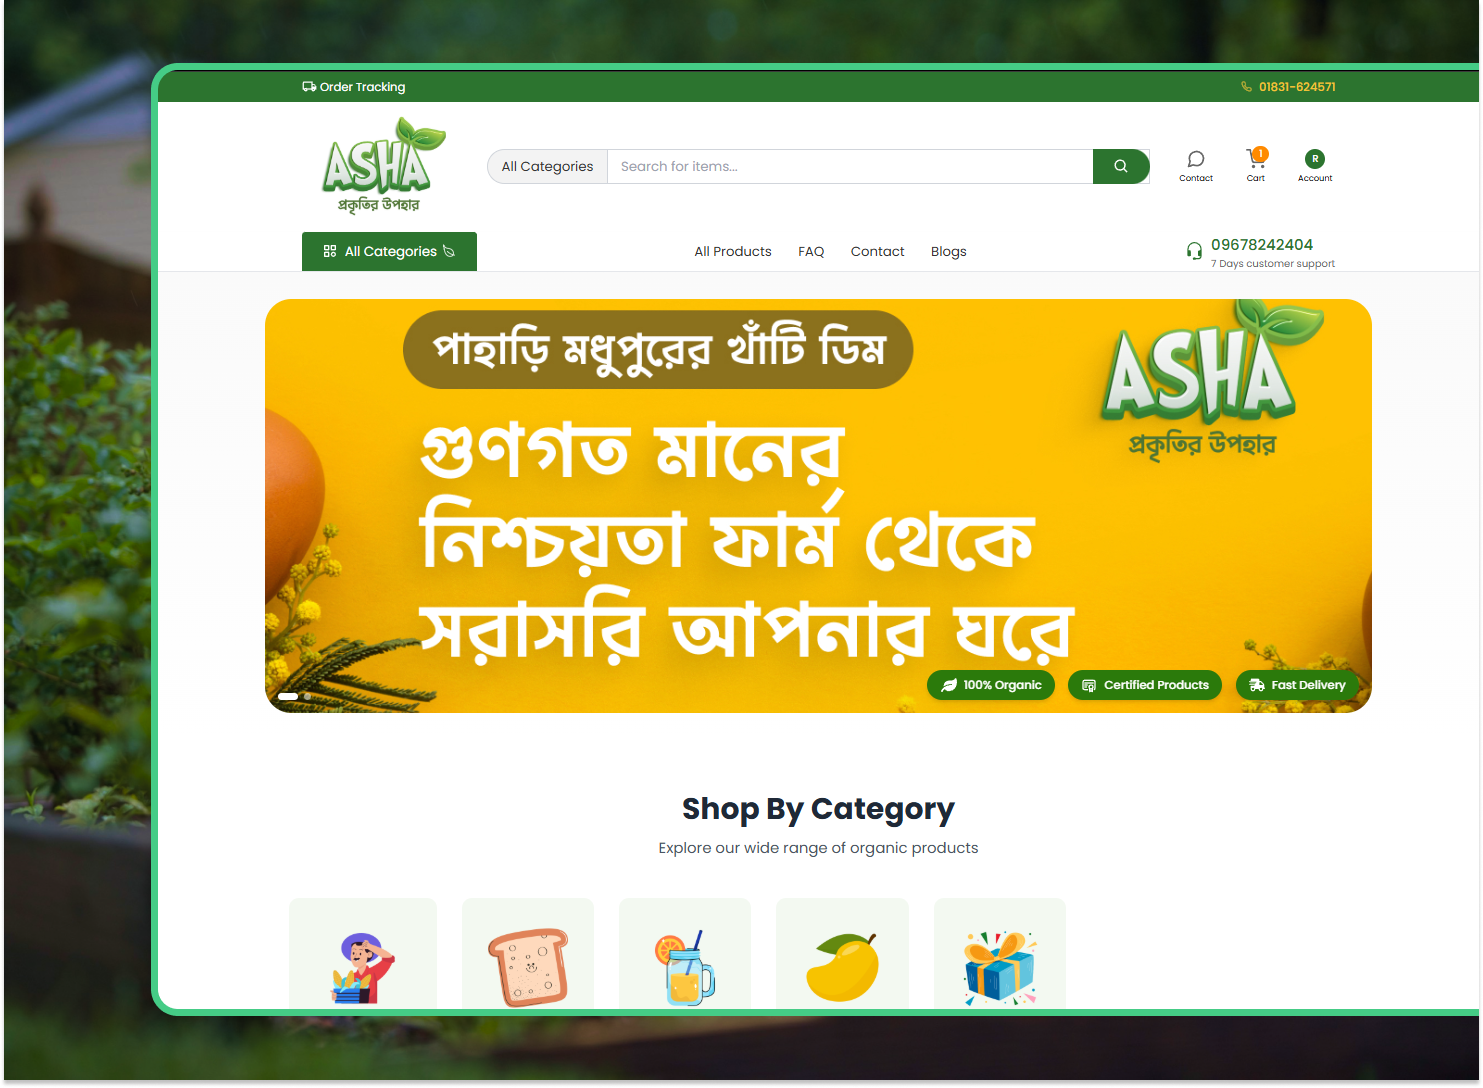 Order Tracking
01831-624571
ASHA
প্রকৃতির উপহার
All Categories
Search for items...
Contact
1
Cart
R
Account
All Categories
All Products
FAQ
Contact
Blogs
09678242404
7 Days customer support
পাহাড়ি মধুপুরের খাঁটি ডিম
ASHA
প্রকৃতির উপহার
গুণগত মানের
নিশ্চয়তা ফার্ম থেকে
সরাসরি আপনার ঘরে
100% Organic
Certified Products
Fast Delivery
Shop By Category
Explore our wide range of organic products